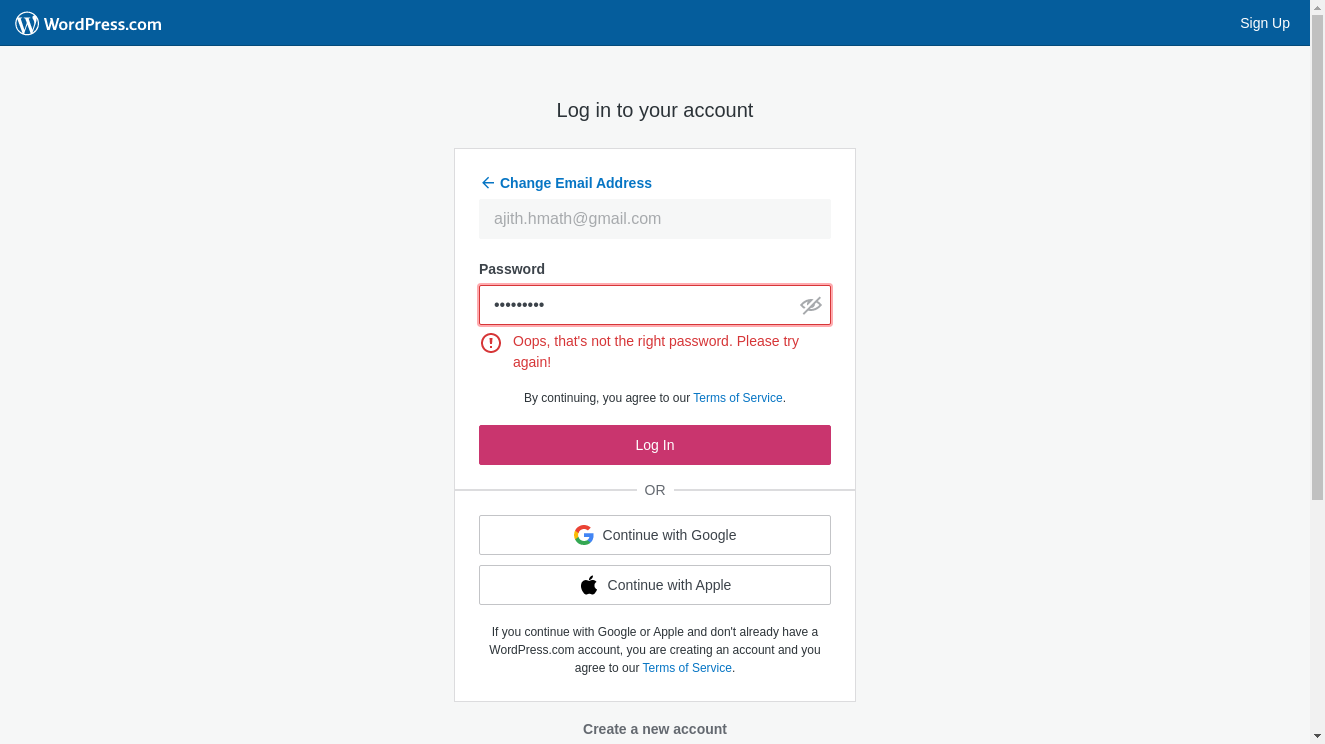 WordPress.com
Sign Up
Log in to your account
Change Email Address
ajith.hmath@gmail.com
Password
•••••••••
Oops, that's not the right password. Please try
again!
By continuing, you agree to our Terms of Service.
Log In
OR
Continue with Google
Continue with Apple
If you continue with Google or Apple and don't already have a
WordPress.com account, you are creating an account and you
agree to our Terms of Service.
Create a new account